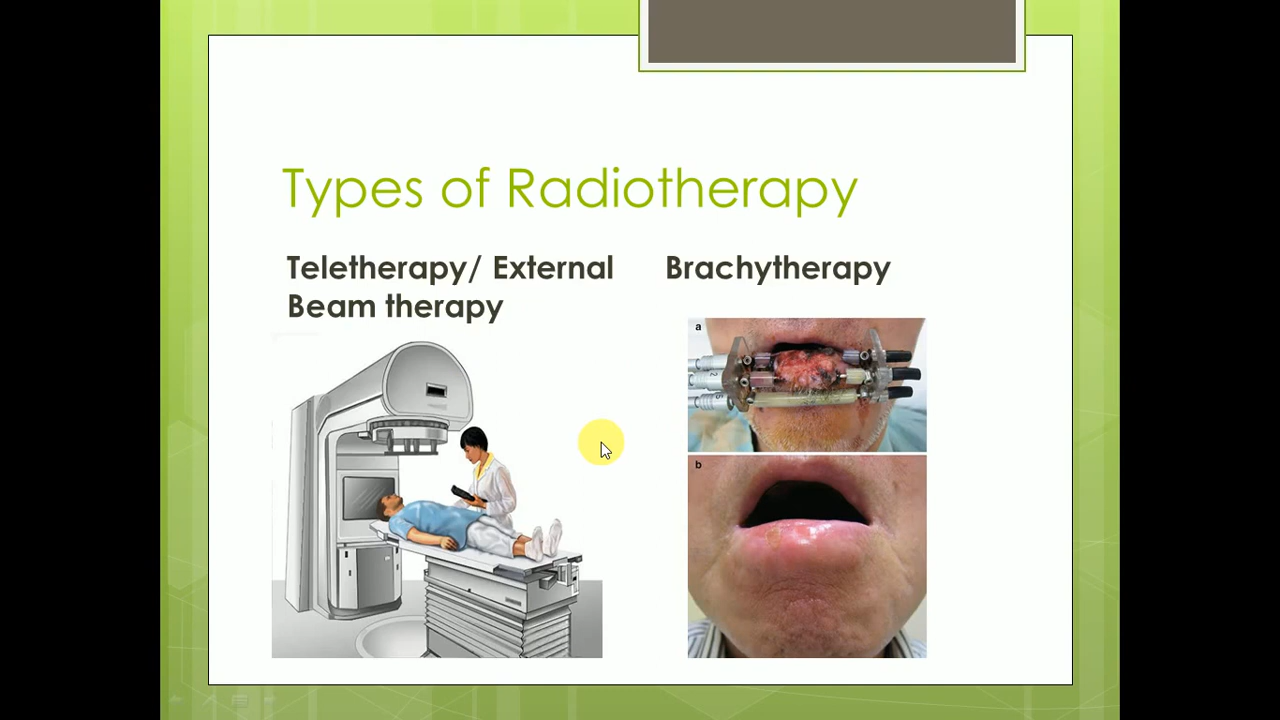 Types of Radiotherapy
Teletherapy/ External
Beam therapy
Brachytherapy
a
b